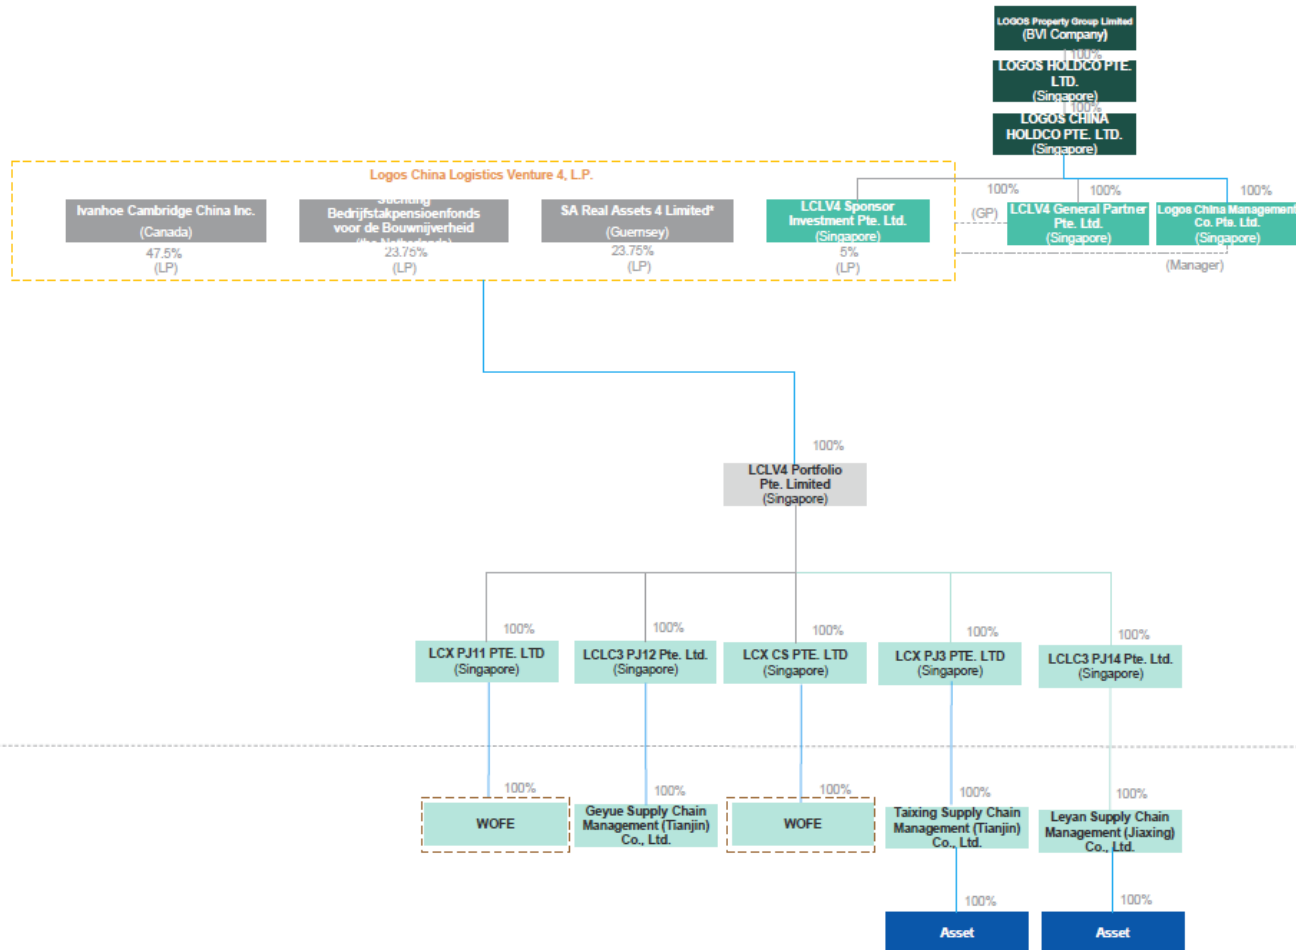 LOGOS Property Group Limited
(BVI Company)
100%
LOGOS HOLDCO PTE.
LTD.
(Singapore)
100%
LOGOS CHINA
HOLDCO PTE. LTD.
(Singapore)
Logos China Logistics Venture 4, L.P.
Ivanhoe Cambridge China Inc.
(Canada)
47.5%
(LP)
Stichting
Bedrijfstakpensioenfonds
voor de Bouwnijverheid
(the Netherlands)
23.75%
(LP)
SA Real Assets 4 Limited*
(Guernsey)
23.75%
(LP)
LCLV4 Sponsor
Investment Pte. Ltd.
(Singapore)
5%
(LP)
100%
(GP)
100%
LCLV4 General Partner
Pte. Ltd.
(Singapore)
100%
Logos China Management
Co. Pte. Ltd.
(Singapore)
(Manager)
100%
LCLV4 Portfolio
Pte. Limited
(Singapore)
100%
LCX PJ11 PTE. LTD
(Singapore)
100%
LCLC3 PJ12 Pte. Ltd.
(Singapore)
100%
LCX CS PTE. LTD
(Singapore)
100%
LCX PJ3 PTE. LTD
(Singapore)
100%
LCLC3 PJ14 Pte. Ltd.
(Singapore)
100%
WOFE
100%
Geyue Supply Chain
Management (Tianjin)
Co., Ltd.
100%
WOFE
100%
Taixing Supply Chain
Management (Tianjin)
Co., Ltd.
100%
Leyan Supply Chain
Management (Jiaxing)
Co., Ltd.
100%
Asset
100%
Asset